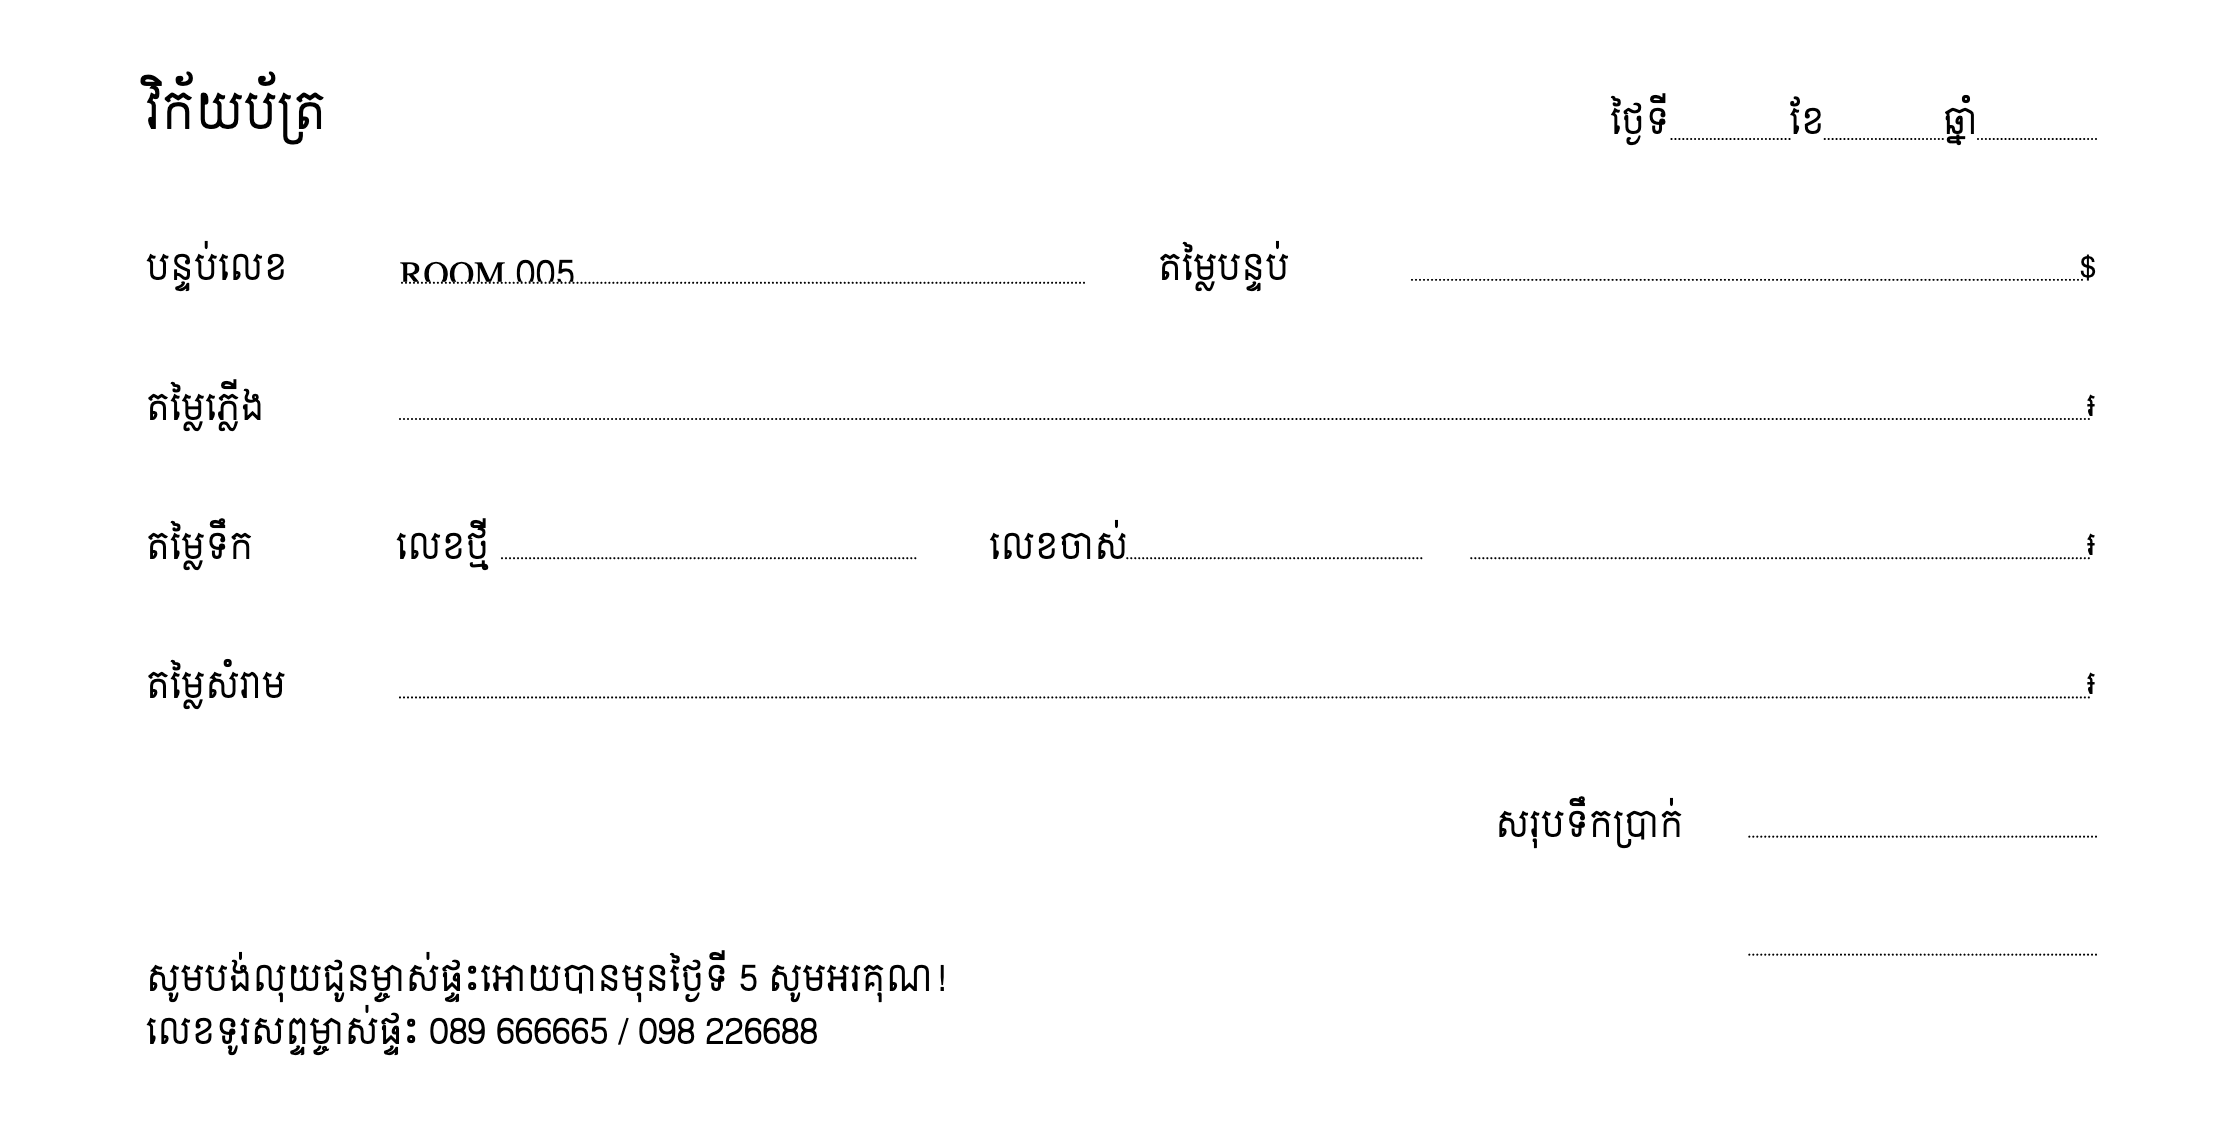 វិក័យប័ត្រ ថ្ងៃទី ខែ ឆ្នាំ
បន្ទប់លេខ ROOM 005 តម្លៃបន្ទប់ $
តម្លៃភ្លើង ៛
តម្លៃទឹក លេខថ្មី លេខចាស់ ៛
តម្លៃសំរាម ៛
សរុបទឹកប្រាក់
សូមបង់លុយជូនម្ចាស់ផ្ទះអោយបានមុនថ្ងៃទី 5 សូមអរគុណ!
លេខទូរសព្ទម្ចាស់ផ្ទះ 089 666665 / 098 226688